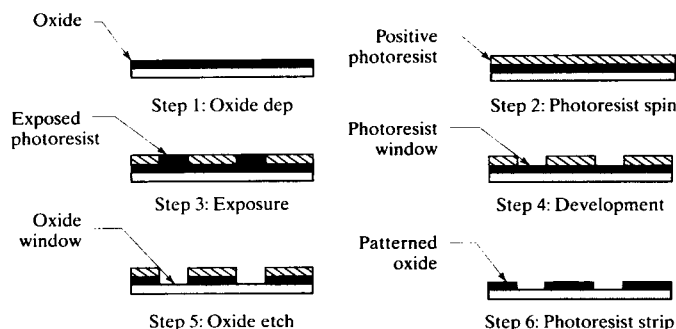 Oxide
Step 1: Oxide dep
Positive
photoresist
Step 2: Photoresist spin
Exposed
photoresist
Step 3: Exposure
Photoresist
window
Step 4: Development
Oxide
window
Step 5: Oxide etch
Patterned
oxide
Step 6: Photoresist strip